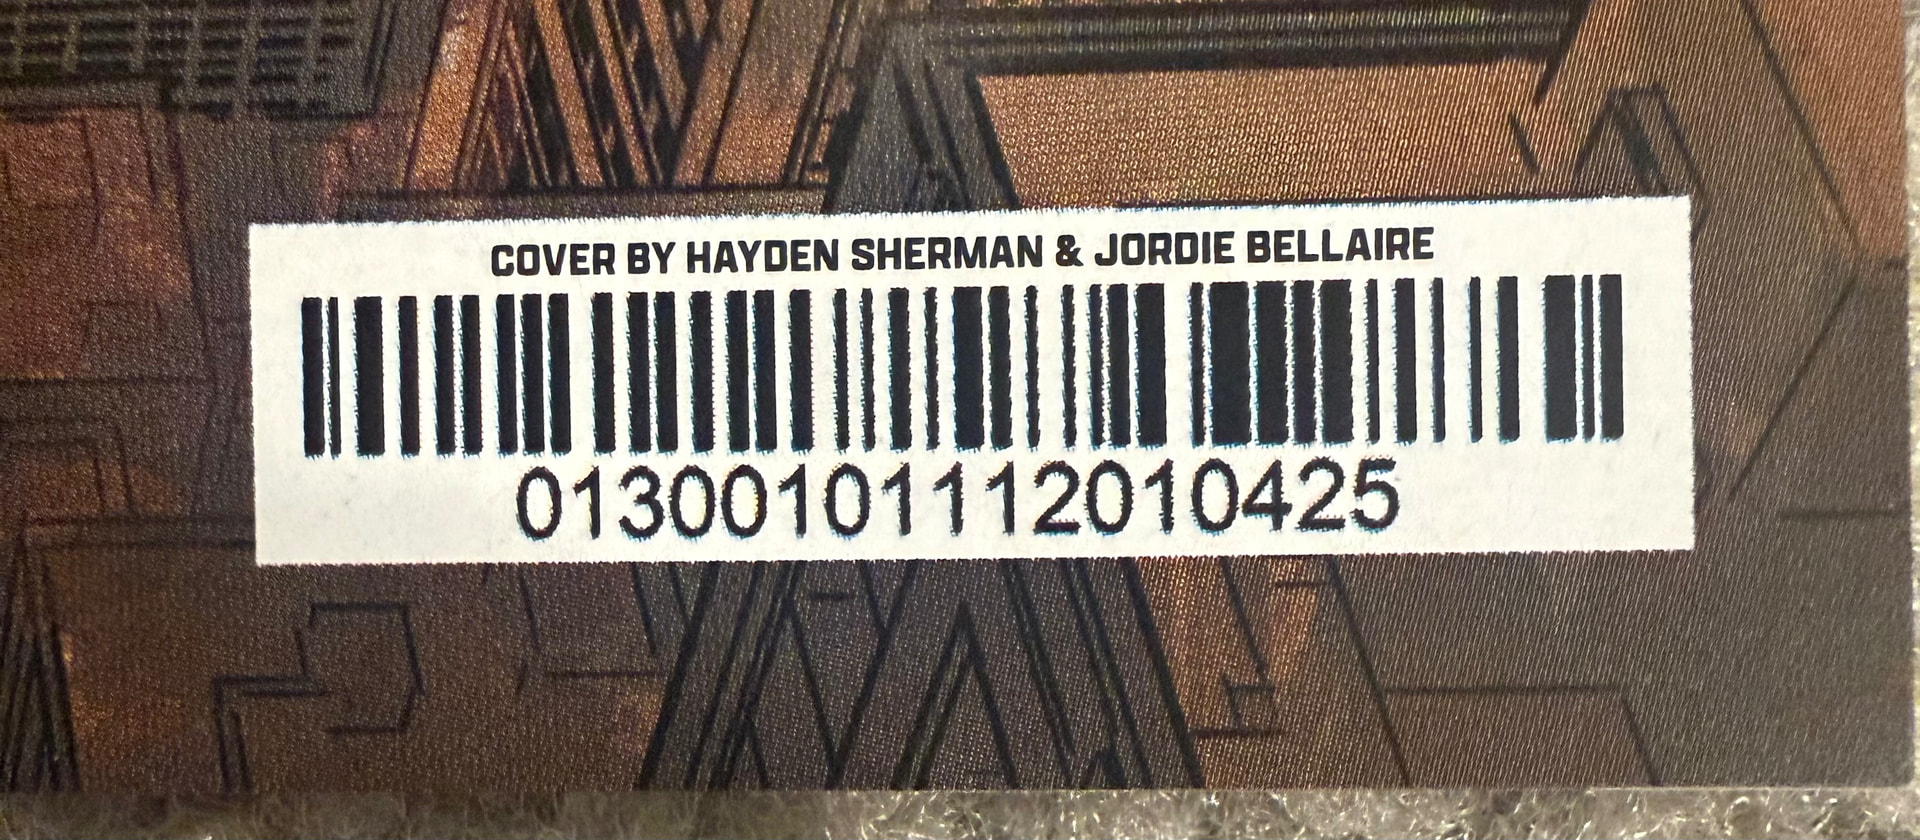 COVER BY HAYDEN SHERMAN & JORDIE BELLAIRE
01300101112010425